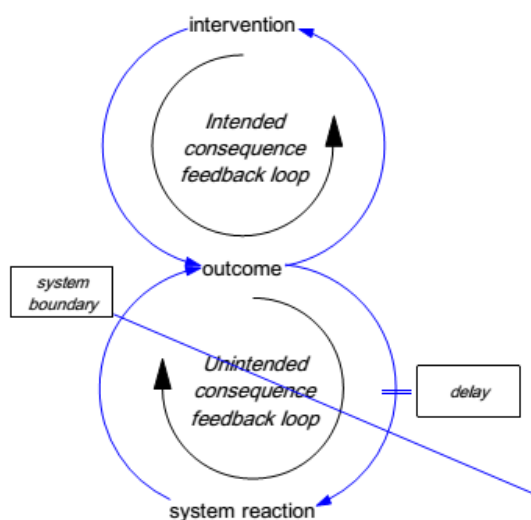 intervention
Intended
consequence
feedback loop
outcome
system
boundary
Unintended
consequence
feedback loop
delay
system reaction